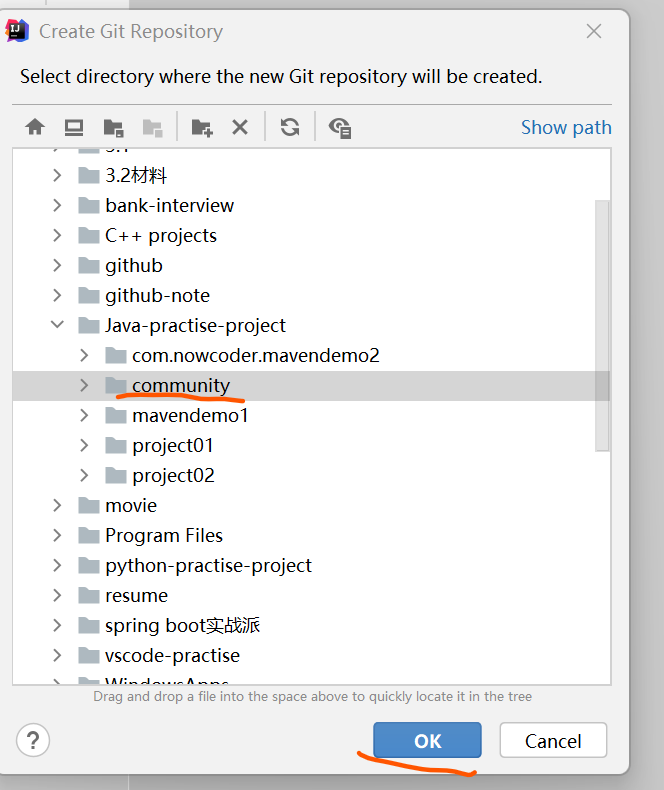 Create Git Repository
Select directory where the new Git repository will be created.
Show path
3.2材料
bank-interview
C++ projects
github
github-note
Java-practise-project
com.nowcoder.mavendemo2
community
mavendemo1
project01
project02
movie
Program Files
python-practise-project
resume
spring boot实战派
vscode-practise
WindowsApps
Drag and drop a file into the space above to quickly locate it in the tree
?
OK
Cancel